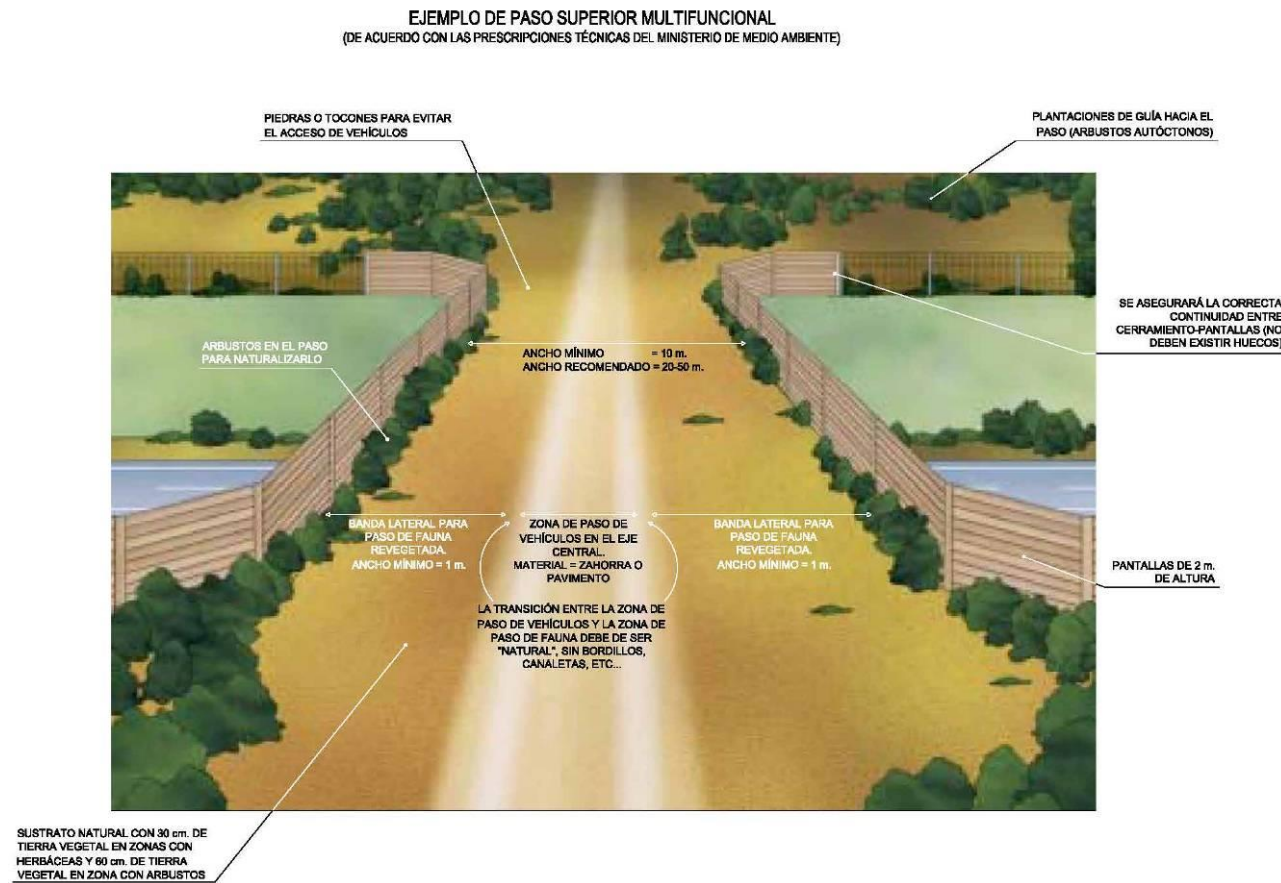 EJEMPLO DE PASO SUPERIOR MULTIFUNCIONAL
(DE ACUERDO CON LAS PRESCRIPCIONES TÉCNICAS DEL MINISTERIO DE MEDIO AMBIENTE)
PIEDRAS O TOCONES PARA EVITAR
EL ACCESO DE VEHÍCULOS
PLANTACIONES DE GUÍA HACIA EL
PASO (ARBUSTOS AUTÓCTONOS)
SE ASEGURARÁ LA CORRECTA
CONTINUIDAD ENTRE
CERRAMIENTO-PANTALLAS (NO
DEBEN EXISTIR HUECOS)
ARBUSTOS EN EL PASO
PARA NATURALIZARLO
ANCHO MÍNIMO = 10 m.
ANCHO RECOMENDADO = 20-50 m.
BANDA LATERAL PARA
PASO DE FAUNA
REVEGETADA.
ANCHO MÍNIMO = 1 m.
ZONA DE PASO DE
VEHÍCULOS EN EL EJE
CENTRAL.
MATERIAL = ZAHORRA O
PAVIMENTO
BANDA LATERAL PARA
PASO DE FAUNA
REVEGETADA.
ANCHO MÍNIMO = 1 m.
PANTALLAS DE 2 m.
DE ALTURA
LA TRANSICIÓN ENTRE LA ZONA DE
PASO DE VEHÍCULOS Y LA ZONA DE
PASO DE FAUNA DEBE DE SER
"NATURAL", SIN BORDILLOS,
CANALETAS, ETC...
SUSTRATO NATURAL CON 30 cm. DE
TIERRA VEGETAL EN ZONAS CON
HERBÁCEAS Y 60 cm. DE TIERRA
VEGETAL EN ZONA CON ARBUSTOS